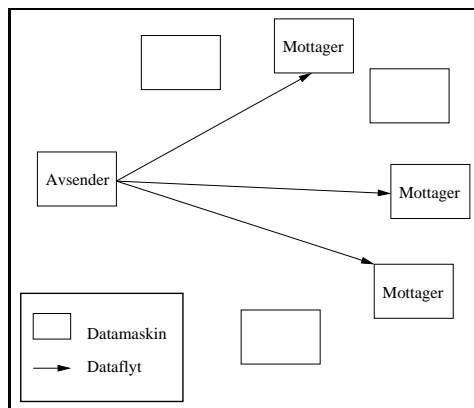 Mottager
Avsender
Mottager
Mottager
Datamaskin
Dataflyt